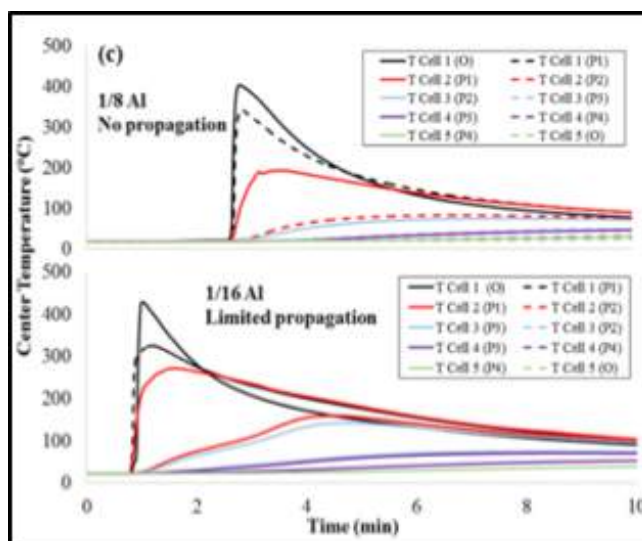 (c)
1/8 Al
No propagation
T Cell 1 (O)
T Cell 1 (P1)
T Cell 2 (P1)
T Cell 2 (P2)
T Cell 3 (P2)
T Cell 3 (P3)
T Cell 4 (P3)
T Cell 4 (P4)
T Cell 5 (P4)
T Cell 5 (O)
500
400
300
200
100
0
Center Temperature (°C)
1/16 Al
Limited propagation
T Cell 1 (O)
T Cell 1 (P1)
T Cell 2 (P1)
T Cell 2 (P2)
T Cell 3 (P3)
T Cell 3 (P3)
T Cell 4 (P3)
T Cell 4 (P4)
T Cell 5 (P4)
T Cell 5 (O)
500
400
300
200
100
0
0
2
4
6
8
10
Time (min)